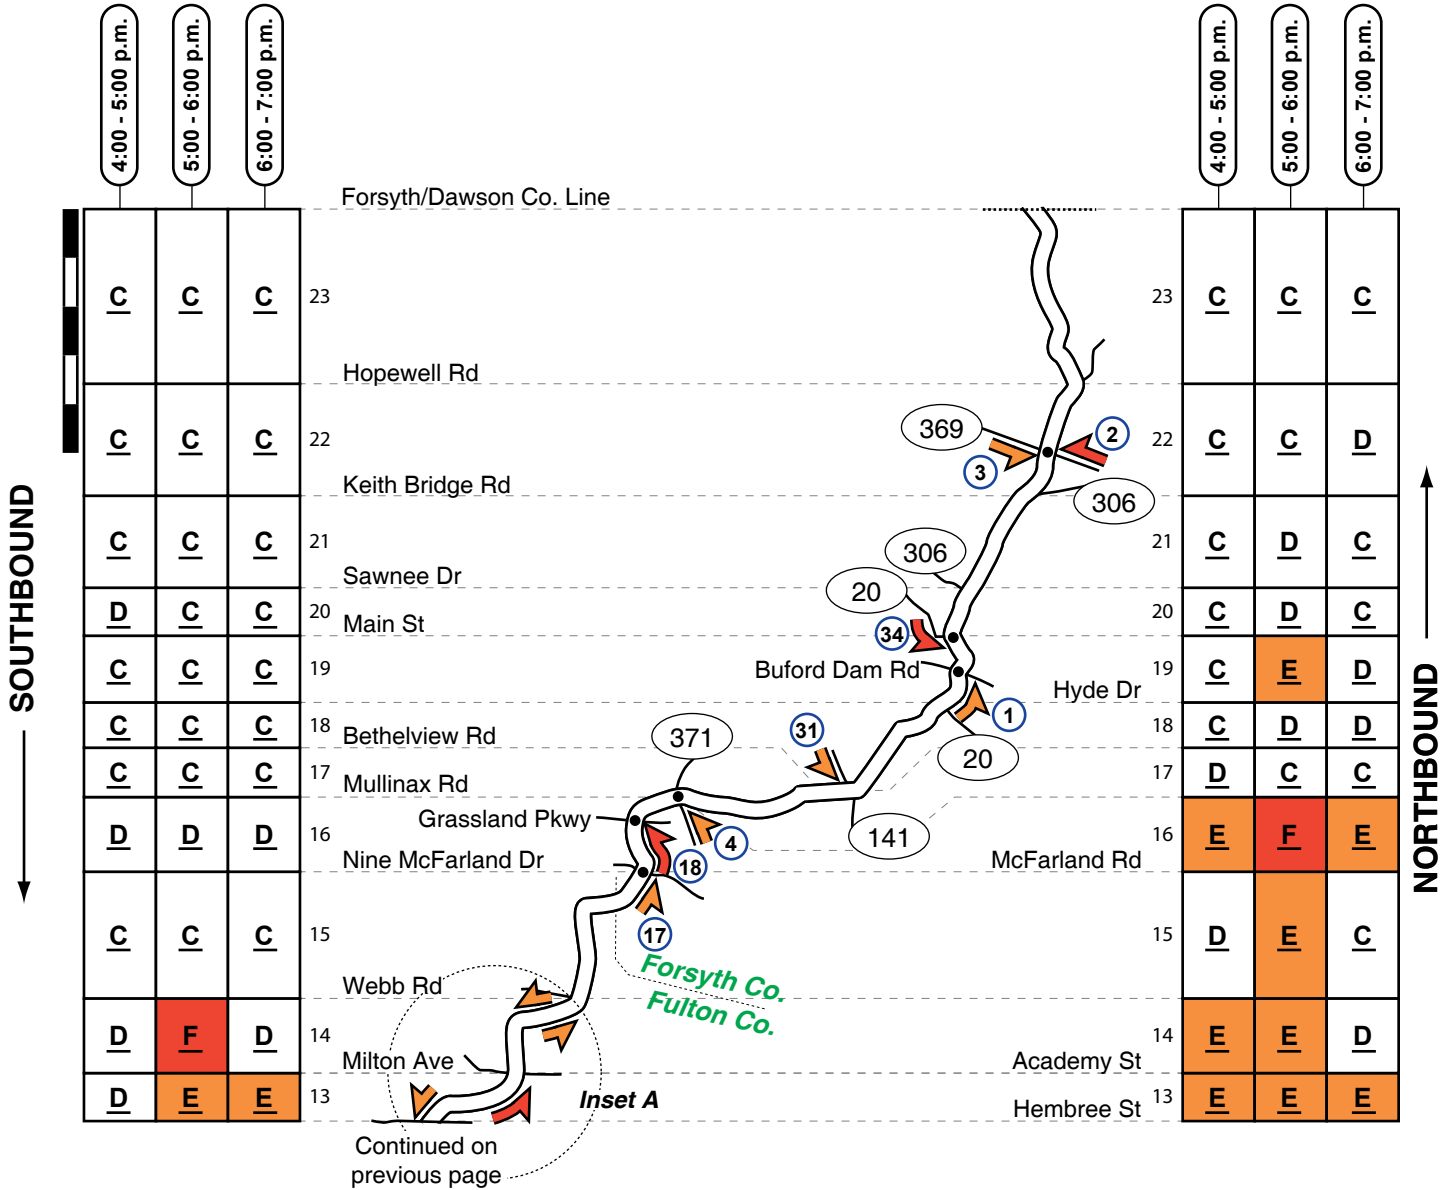 4:00 - 5:00 p.m.
5:00 - 6:00 p.m.
6:00 - 7:00 p.m.
4:00 - 5:00 p.m.
5:00 - 6:00 p.m.
6:00 - 7:00 p.m.
Forsyth/Dawson Co. Line
C C C 23 23 C C C
Hopewell Rd
369 2
C C C 22 22 C C D
3
Keith Bridge Rd
306
C C C 21 21 C D C
306
Sawnee Dr
20
D C C 20 20 C D C
Main St
34
C C C 19 Buford Dam Rd 19 C E D
Hyde Dr
1
C C C 18 31 18 C D D
Bethelview Rd 371
20
C C C 17 17 D C C
Mullinax Rd
Grassland Pkwy
D D D 16 4 141 16 E F E
Nine McFarland Dr 18 McFarland Rd
C C C 15 17 15 D E C
Forsyth Co.
Webb Rd
Fulton Co.
D F D 14 14 E E D
Milton Ave Academy St
D E E 13 Inset A 13 E E E
Hembree St
Continued on
previous page
SOUTHBOUND
NORTHBOUND